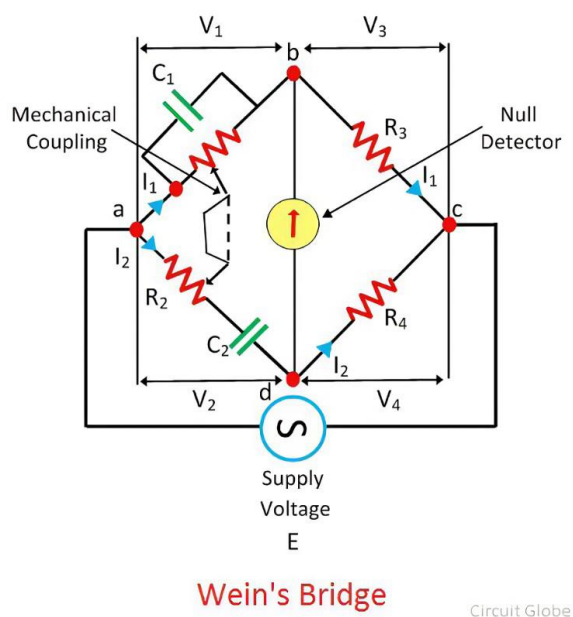 V₁
V₃
b
C₁
Mechanical
Coupling
Null
Detector
R₃
I₁
I₁
a
c
I₂
R₂
R₄
C₂
I₂
d
V₂
V₄
S
Supply
Voltage
E
Wein's Bridge
Circuit Globe